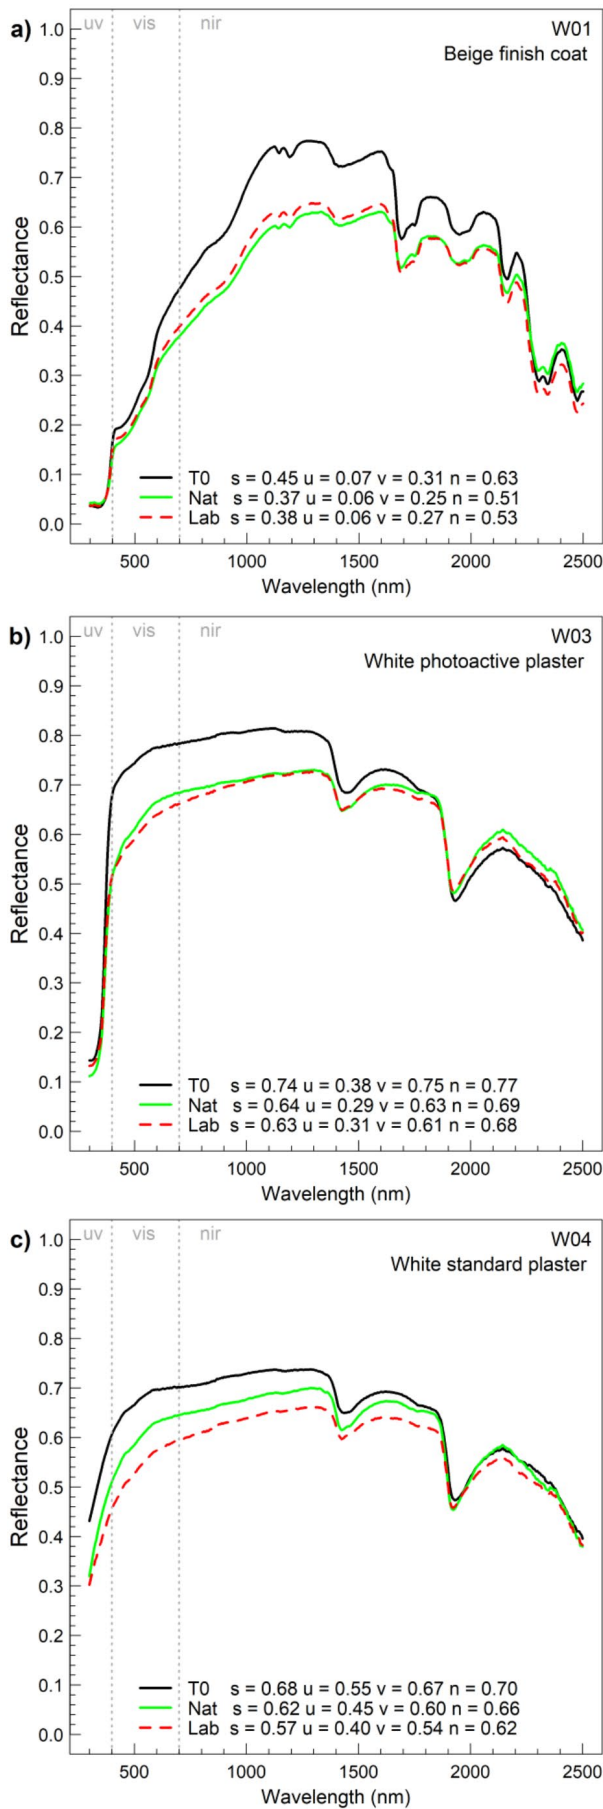 a) uv vis nir W01
Beige finish coat
1.0
0.9
0.8
0.7
0.6
0.5
0.4
0.3
0.2
0.1
0.0
Reflectance
T0 s = 0.45 u = 0.07 v = 0.31 n = 0.63
Nat s = 0.37 u = 0.06 v = 0.25 n = 0.51
Lab s = 0.38 u = 0.06 v = 0.27 n = 0.53
500 1000 1500 2000 2500
Wavelength (nm)
b) uv vis nir W03
White photoactive plaster
1.0
0.9
0.8
0.7
0.6
0.5
0.4
0.3
0.2
0.1
0.0
Reflectance
T0 s = 0.74 u = 0.38 v = 0.75 n = 0.77
Nat s = 0.64 u = 0.29 v = 0.63 n = 0.69
Lab s = 0.63 u = 0.31 v = 0.61 n = 0.68
500 1000 1500 2000 2500
Wavelength (nm)
c) uv vis nir W04
White standard plaster
1.0
0.9
0.8
0.7
0.6
0.5
0.4
0.3
0.2
0.1
0.0
Reflectance
T0 s = 0.68 u = 0.55 v = 0.67 n = 0.70
Nat s = 0.62 u = 0.45 v = 0.60 n = 0.66
Lab s = 0.57 u = 0.40 v = 0.54 n = 0.62
500 1000 1500 2000 2500
Wavelength (nm)